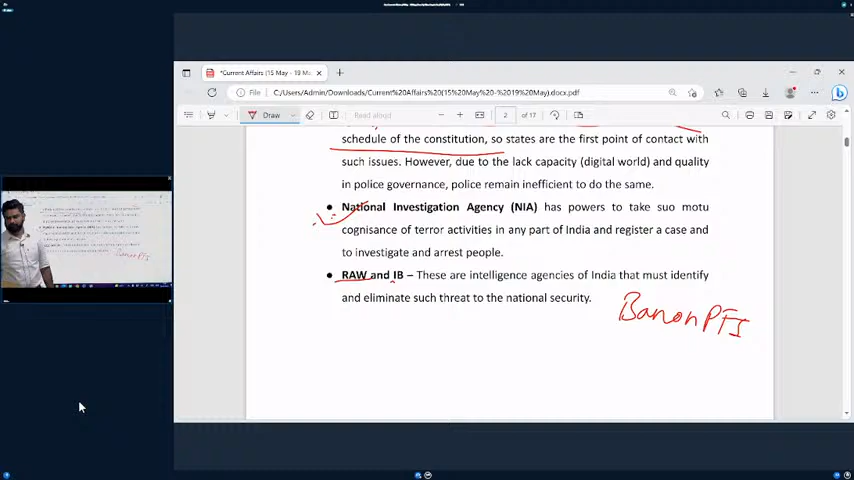 *Current Affairs (15 May - 19 Ma
C:/Users/Admin/Downloads/Current%20Affairs%20(15%20May%20-%2019%20May).docx.pdf
Draw
Read aloud
2 of 17
schedule of the constitution, so states are the first point of contact with
such issues. However, due to the lack capacity (digital world) and quality
in police governance, police remain inefficient to do the same.
• National Investigation Agency (NIA) has powers to take suo motu
cognisance of terror activities in any part of India and register a case and
to investigate and arrest people.
• RAW and IB – These are intelligence agencies of India that must identify
and eliminate such threat to the national security.
Ban on PFI